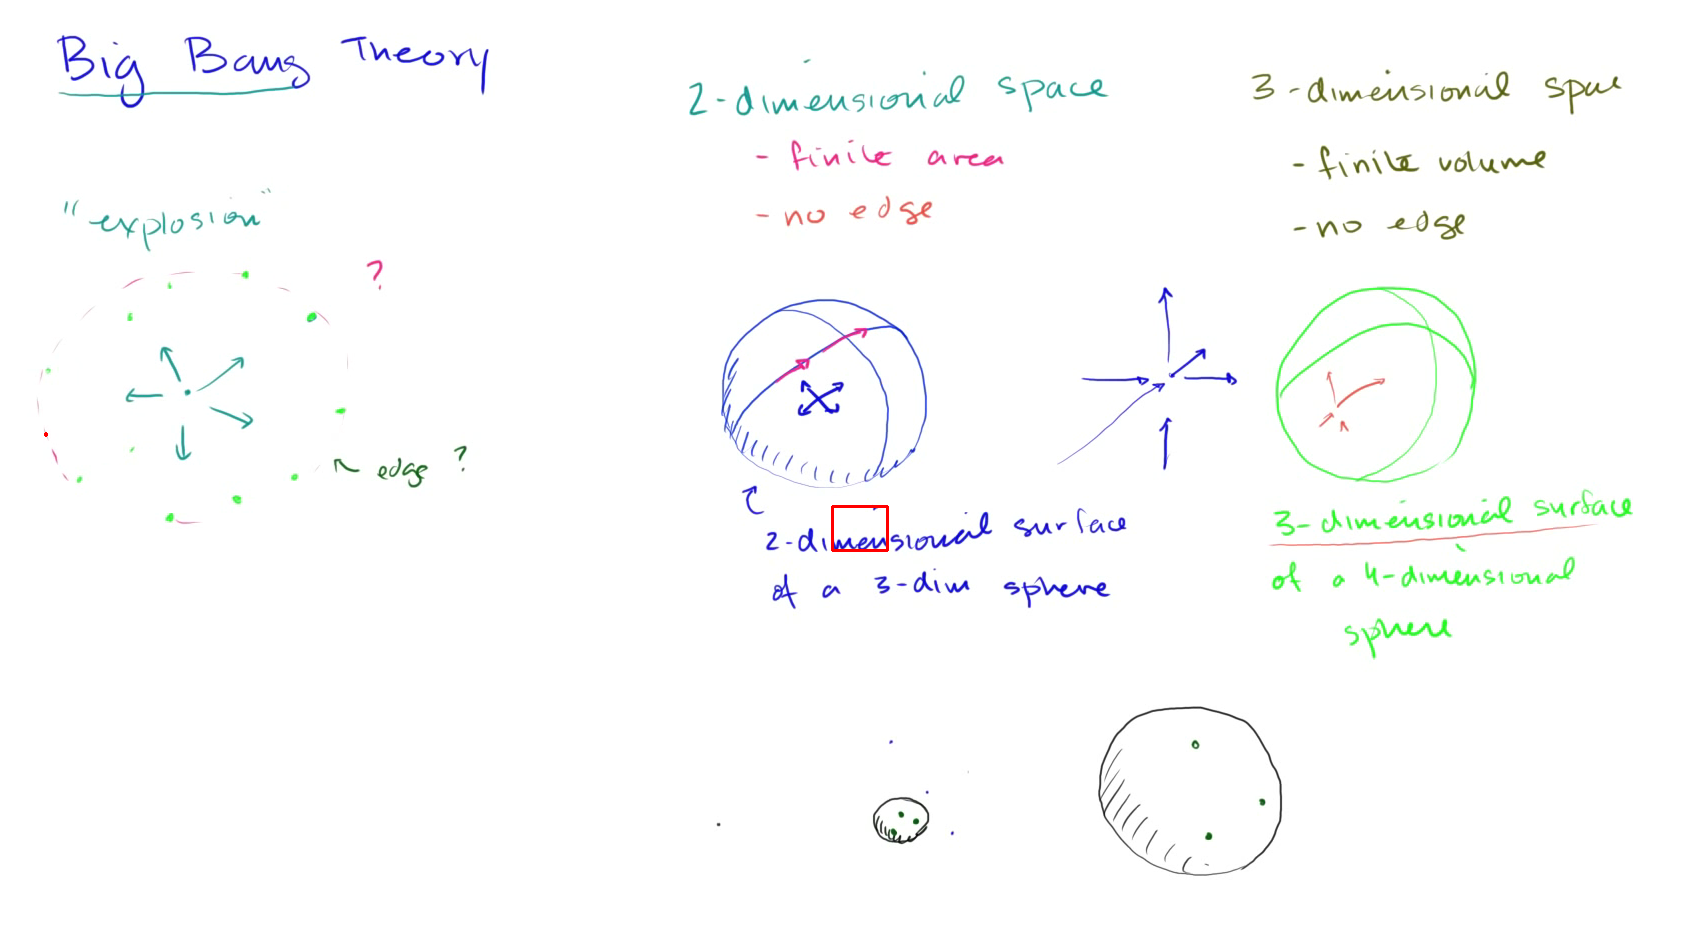 Big Bang Theory
"explosion"
?
edge ?
2-dimensional space
- finite area
- no edge
2-dimensional surface
of a 3-dim sphere
3-dimensional space
- finite volume
- no edge
3-dimensional surface
of a 4-dimensional
sphere